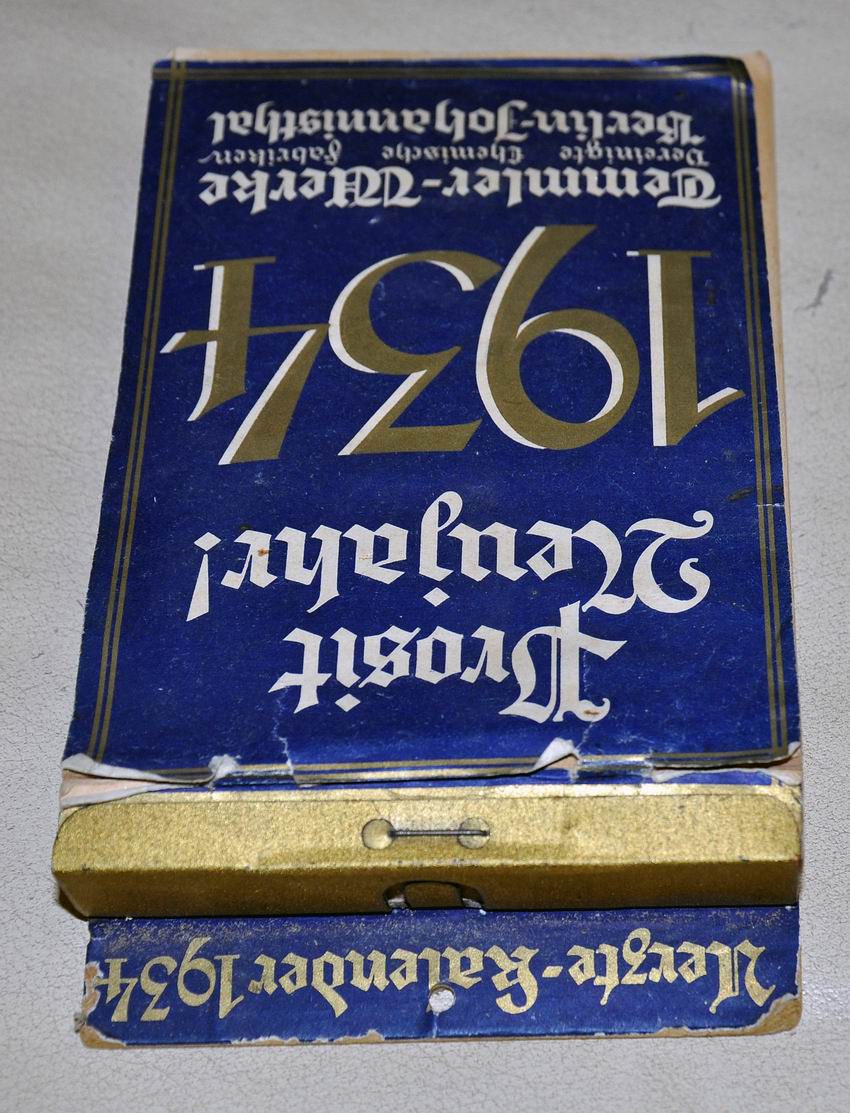 Aerzte-Kalender 1934
Prosit
Neujahr!
1934
Temmler-Werke
Vereinigte Chemische Fabriken
Berlin-Johannisthal